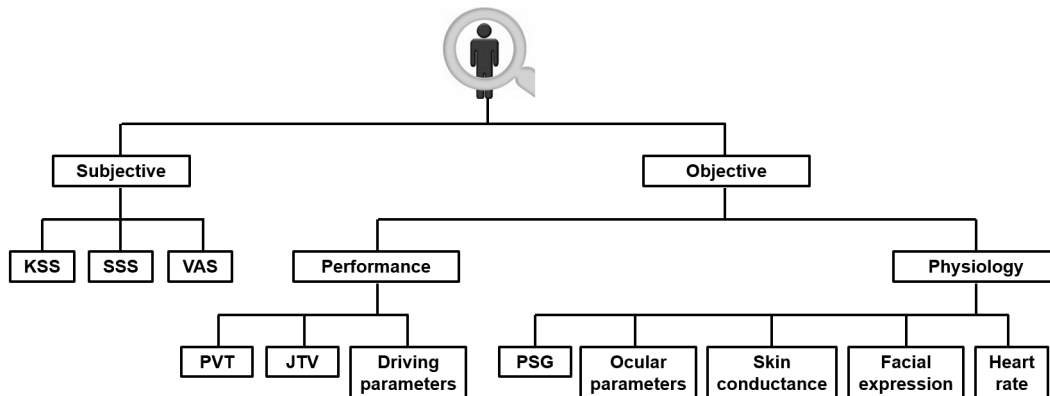 Subjective
Objective
KSS
SSS
VAS
Performance
Physiology
PVT
JTV
Driving
parameters
PSG
Ocular
parameters
Skin
conductance
Facial
expression
Heart
rate